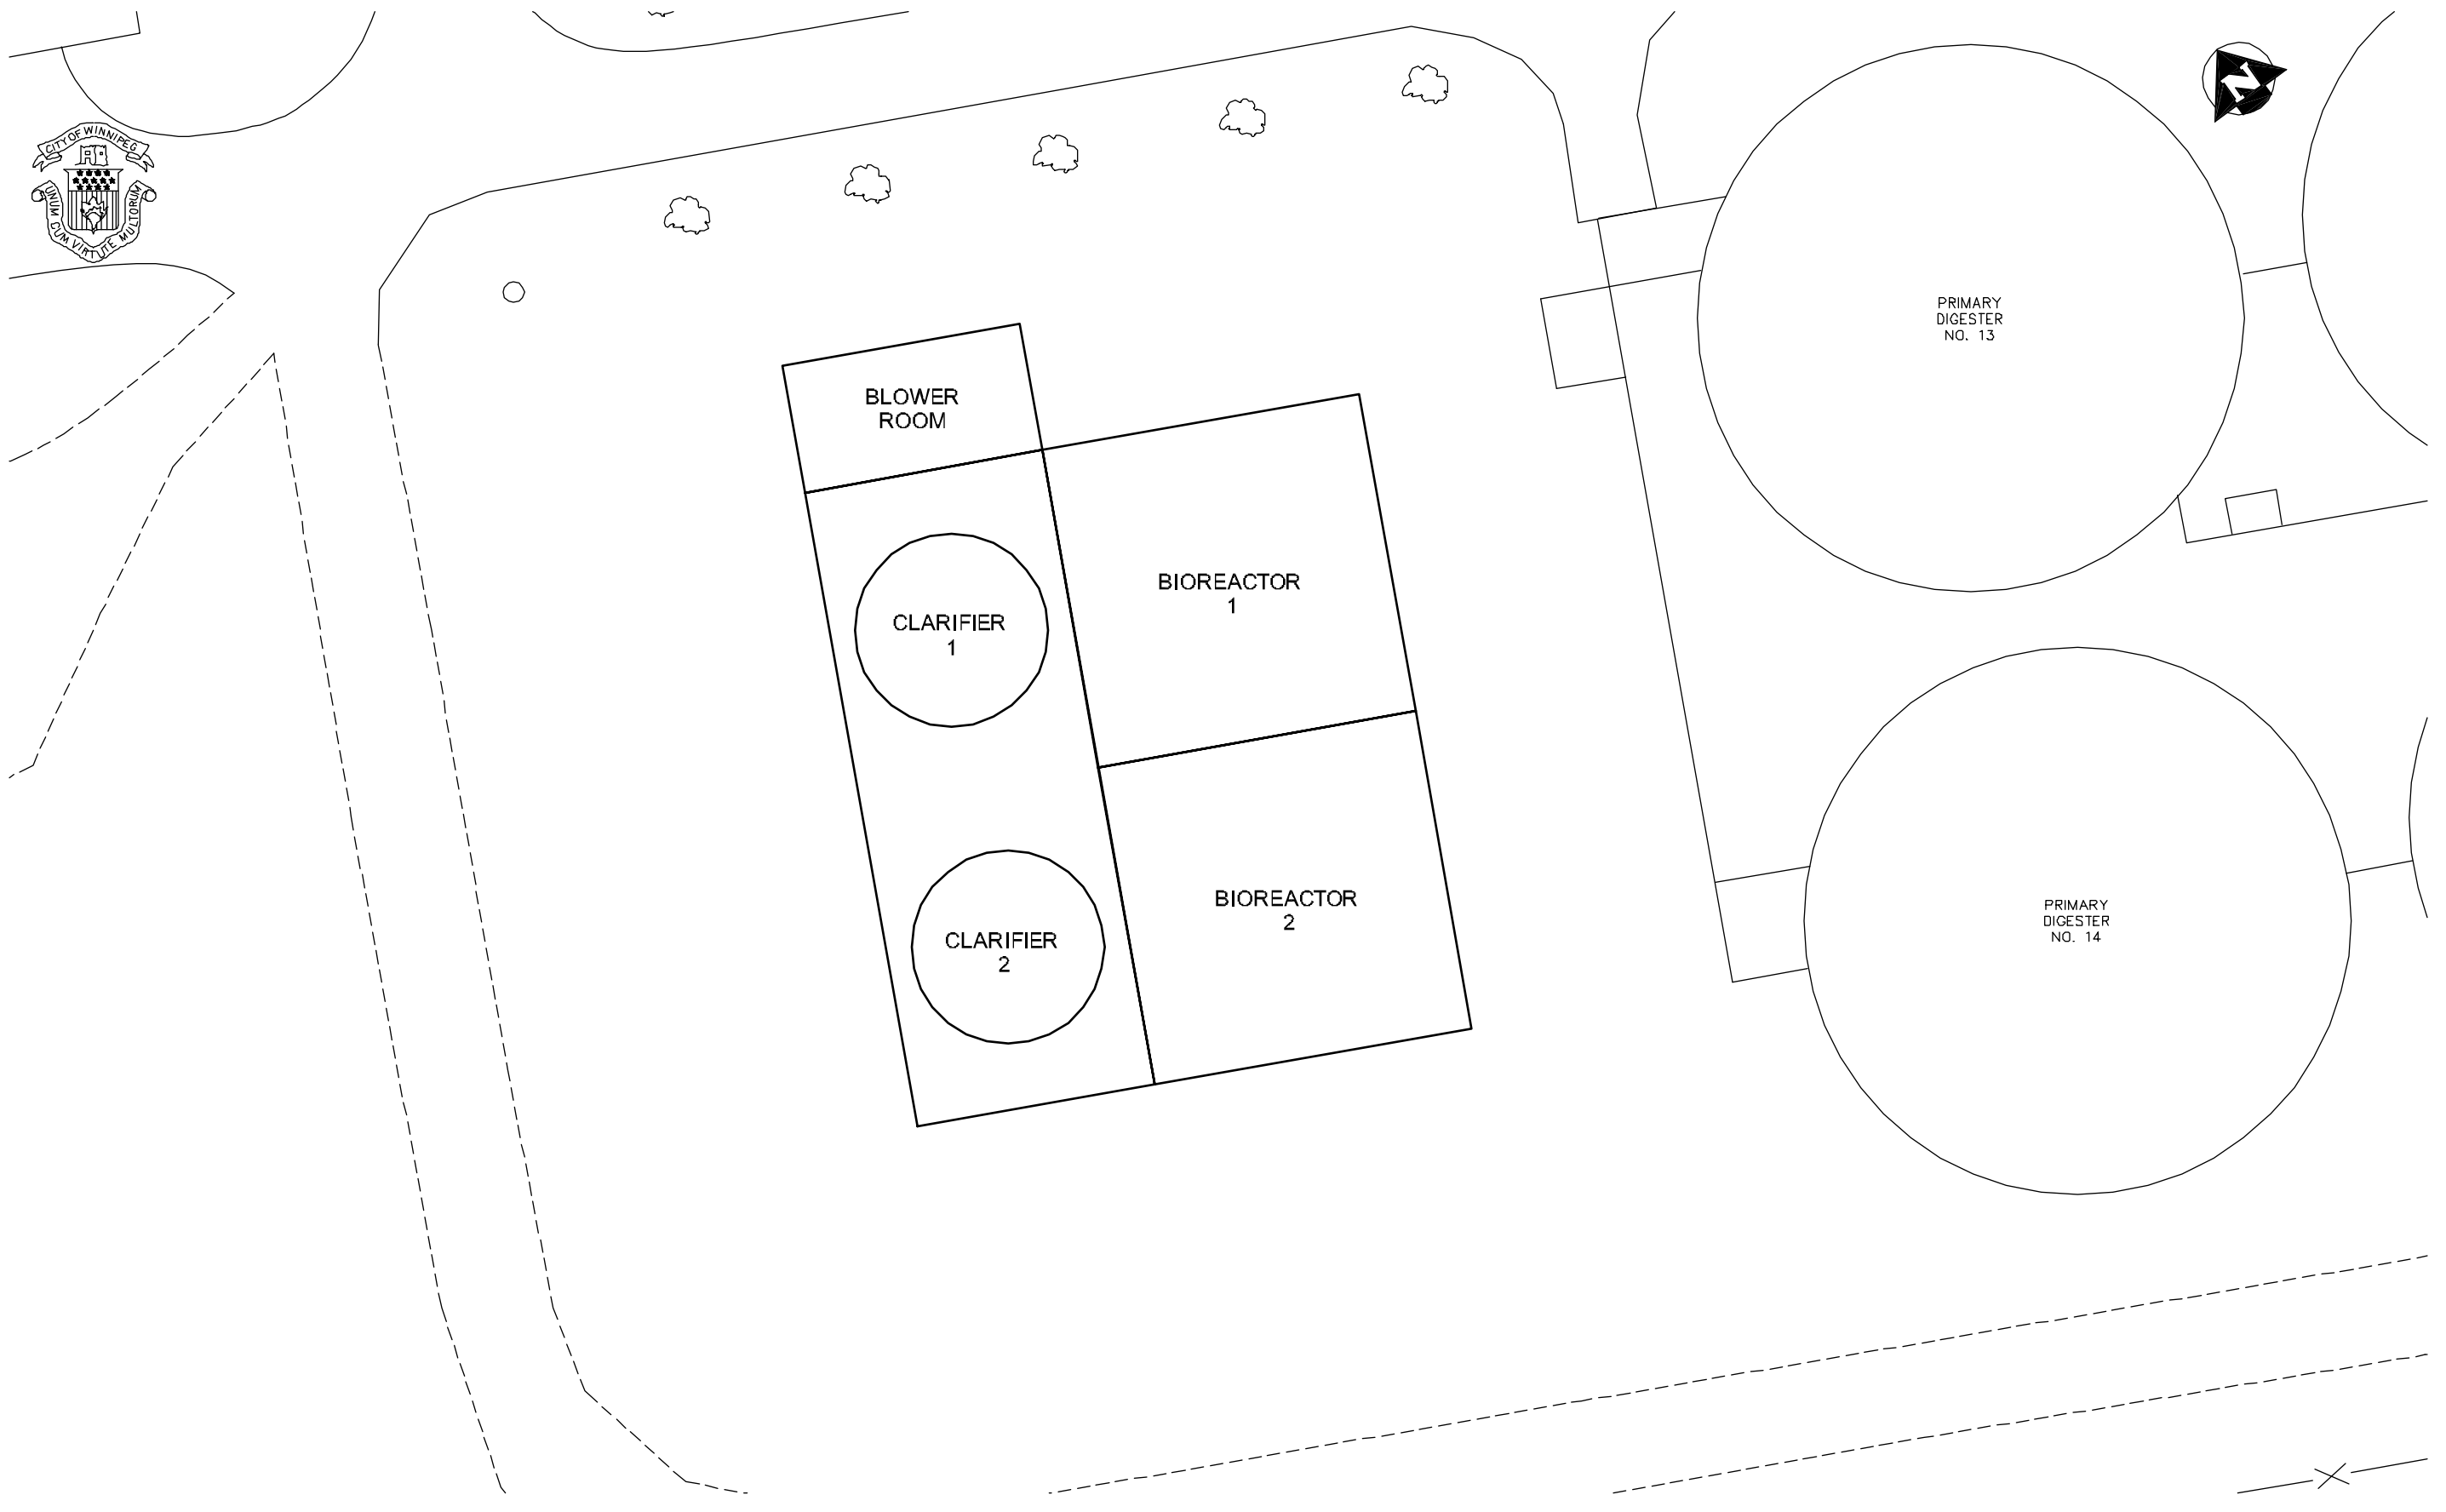 CITY OF WINNIPEG
UNUM CUM VIRTUTE MULTORUM
N
PRIMARY
DIGESTER
NO. 13
BLOWER
ROOM
BIOREACTOR
1
CLARIFIER
1
BIOREACTOR
2
CLARIFIER
2
PRIMARY
DIGESTER
NO. 14